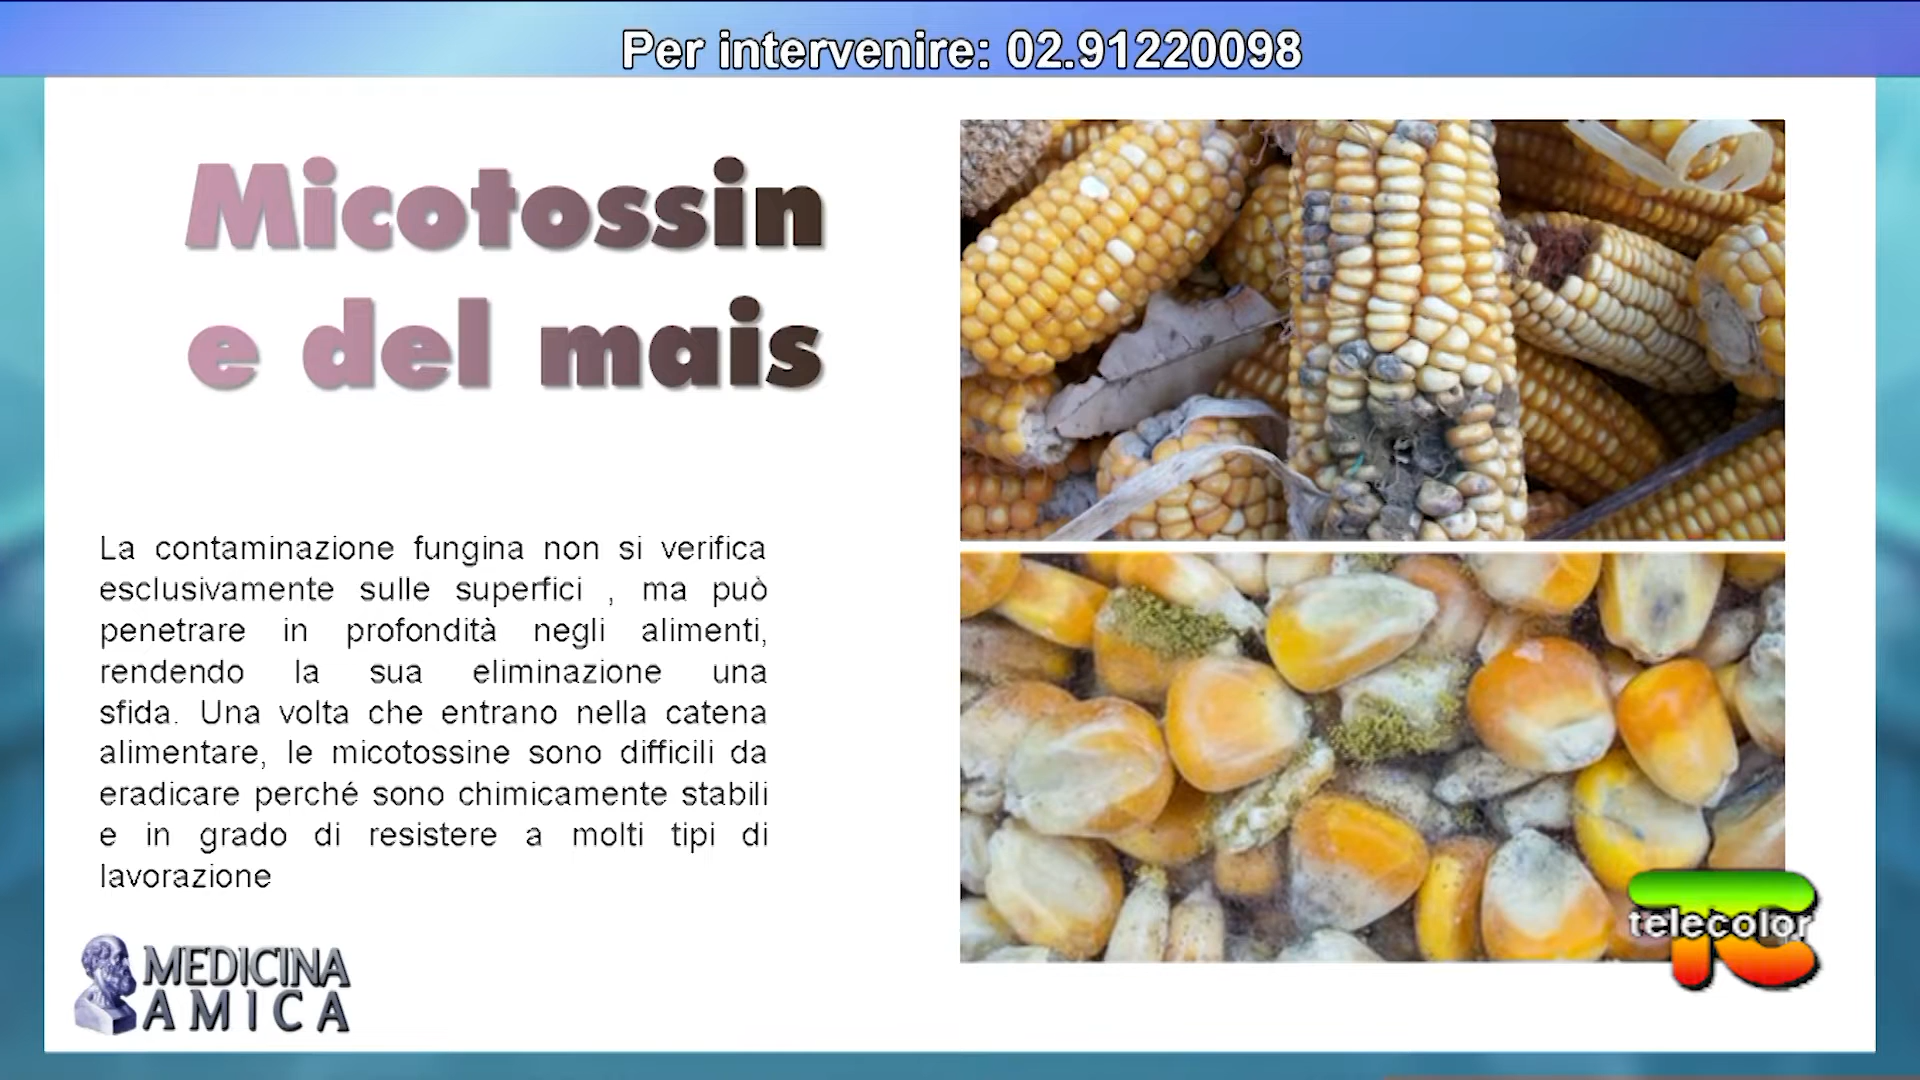 Per intervenire: 02.91220098
Micotossin
e del mais
La contaminazione fungina non si verifica
esclusivamente sulle superfici , ma può
penetrare in profondità negli alimenti,
rendendo la sua eliminazione una
sfida. Una volta che entrano nella catena
alimentare, le micotossine sono difficili da
eradicare perché sono chimicamente stabili
e in grado di resistere a molti tipi di
lavorazione
MEDICINA
AMICA
telecolor